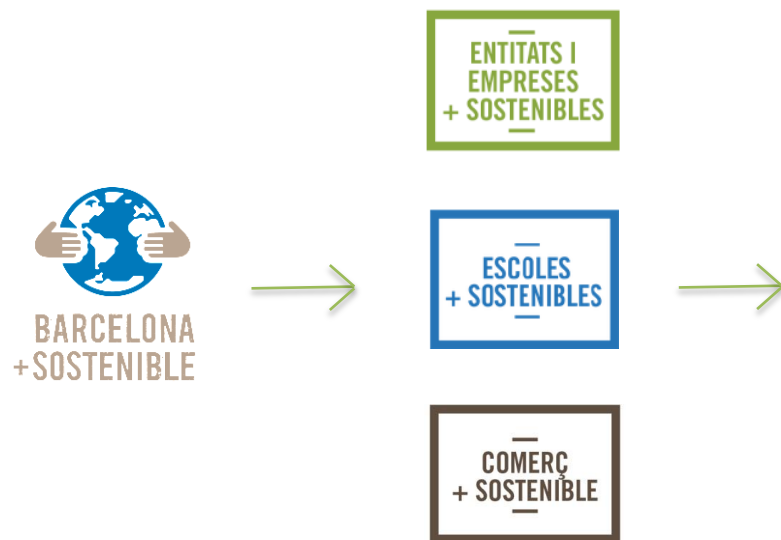 ENTITATS I
EMPRESES
+ SOSTENIBLES
BARCELONA
+SOSTENIBLE
ESCOLES
+ SOSTENIBLES
COMERÇ
+ SOSTENIBLE